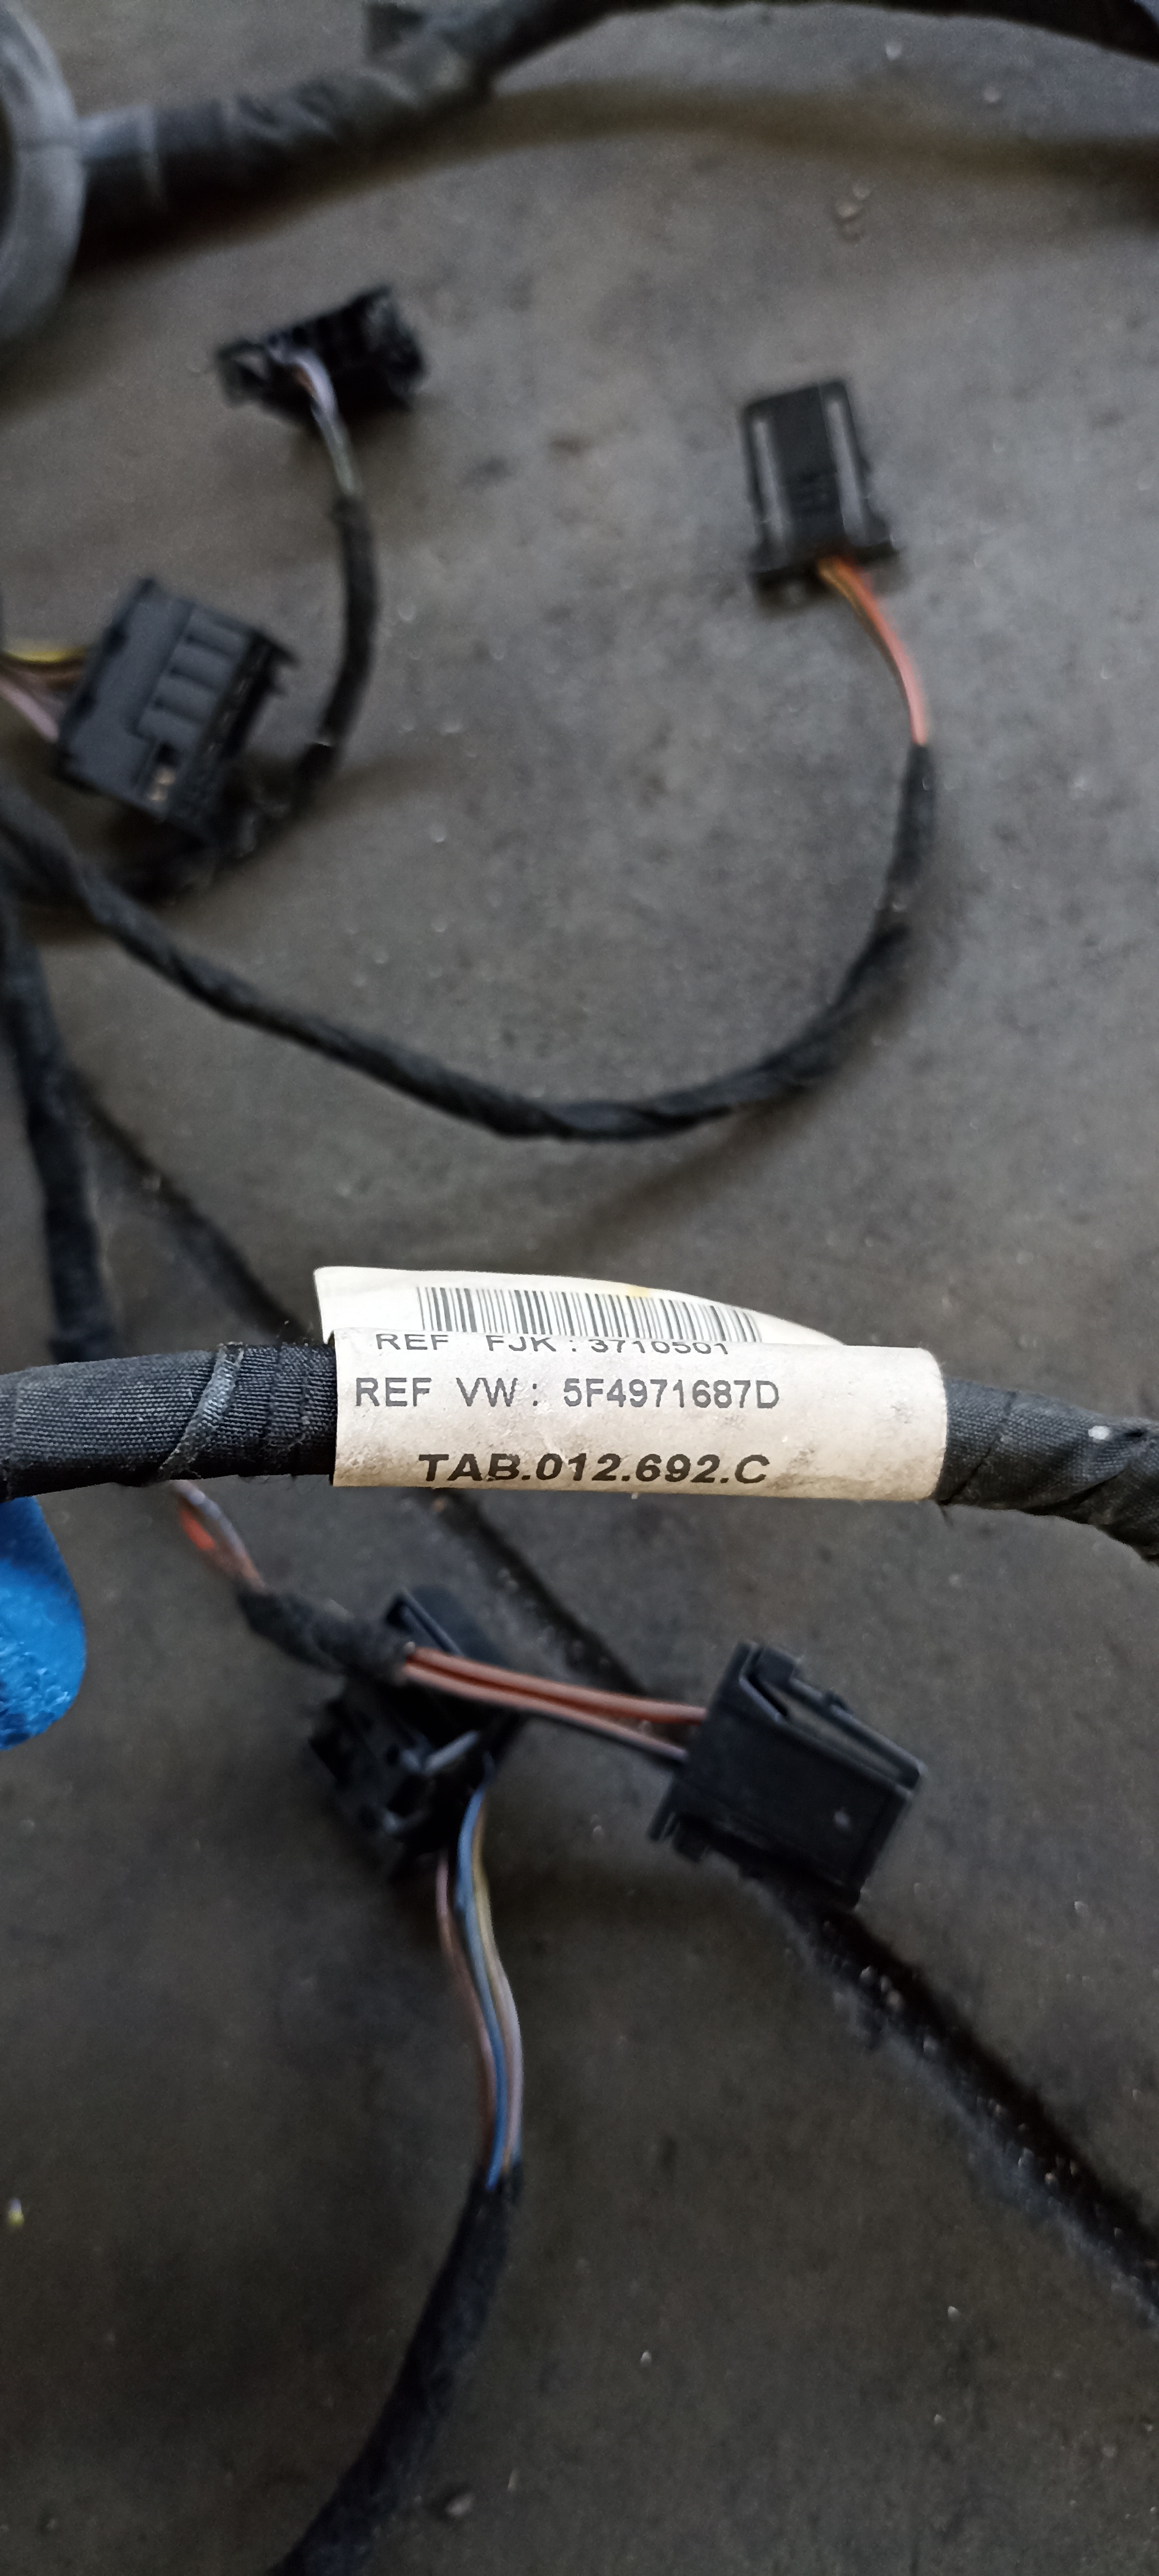 REF FJK : 3710501
REF VW : 5F4971687D
TAB.012.692.C